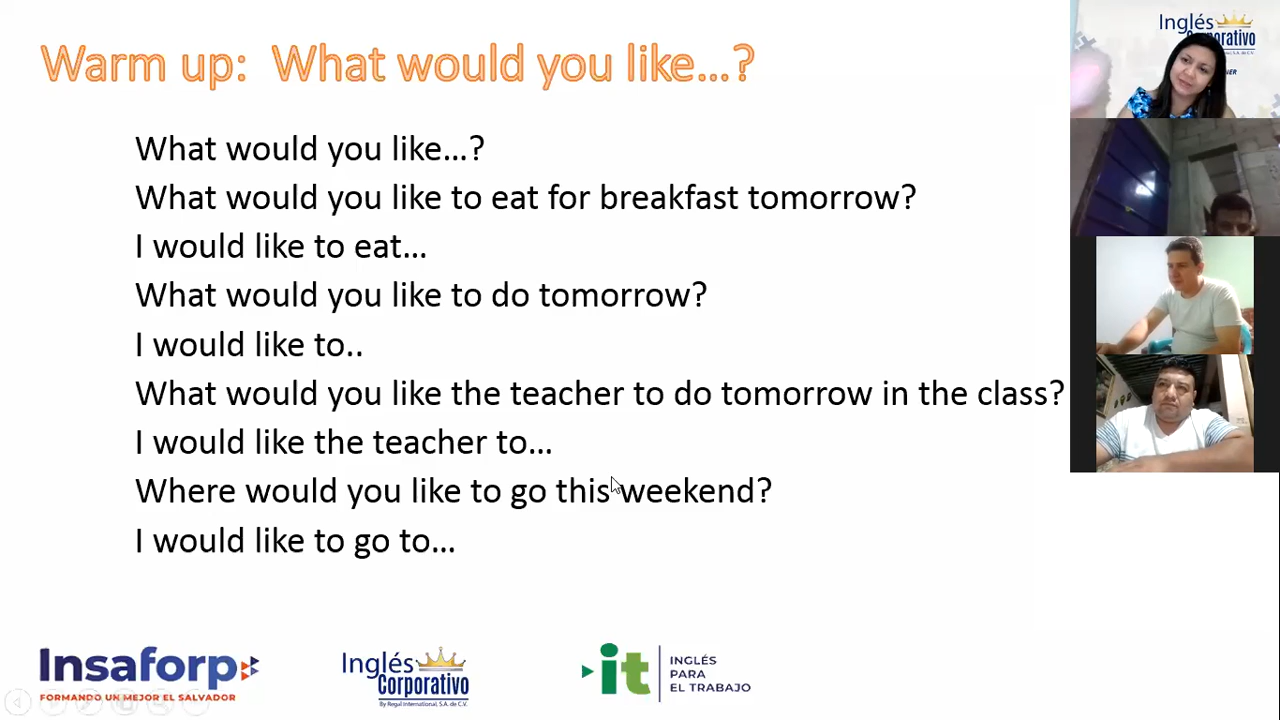 Warm up: What would you like...?
What would you like...?
What would you like to eat for breakfast tomorrow?
I would like to eat...
What would you like to do tomorrow?
I would like to..
What would you like the teacher to do tomorrow in the class?
I would like the teacher to...
Where would you like to go this weekend?
I would like to go to...
Insaforp
FORMANDO UN MEJOR EL SALVADOR
Inglés
Corporativo
By Regal International, S.A. de C.V.
it
INGLÉS
PARA
EL TRABAJO
Inglés